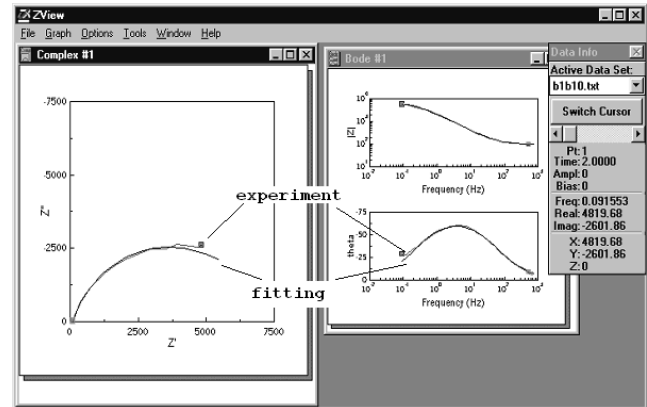 ZView
File Graph Options Tools Window Help
Complex #1
-7500
-5000
-2500
0
Z''
0 2500 5000 7500
Z'
experiment
fitting
Bode #1
|Z|
Frequency (Hz)
-75
-50
-25
0
theta
Frequency (Hz)
Data Info
Active Data Set:
b1b10.txt
Switch Cursor
Pt:1
Time:2.0000
Ampl:0
Bias:0
Freq:0.091553
Real:4819.68
Imag:-2601.86
X:4819.68
Y:-2601.86
Z:0